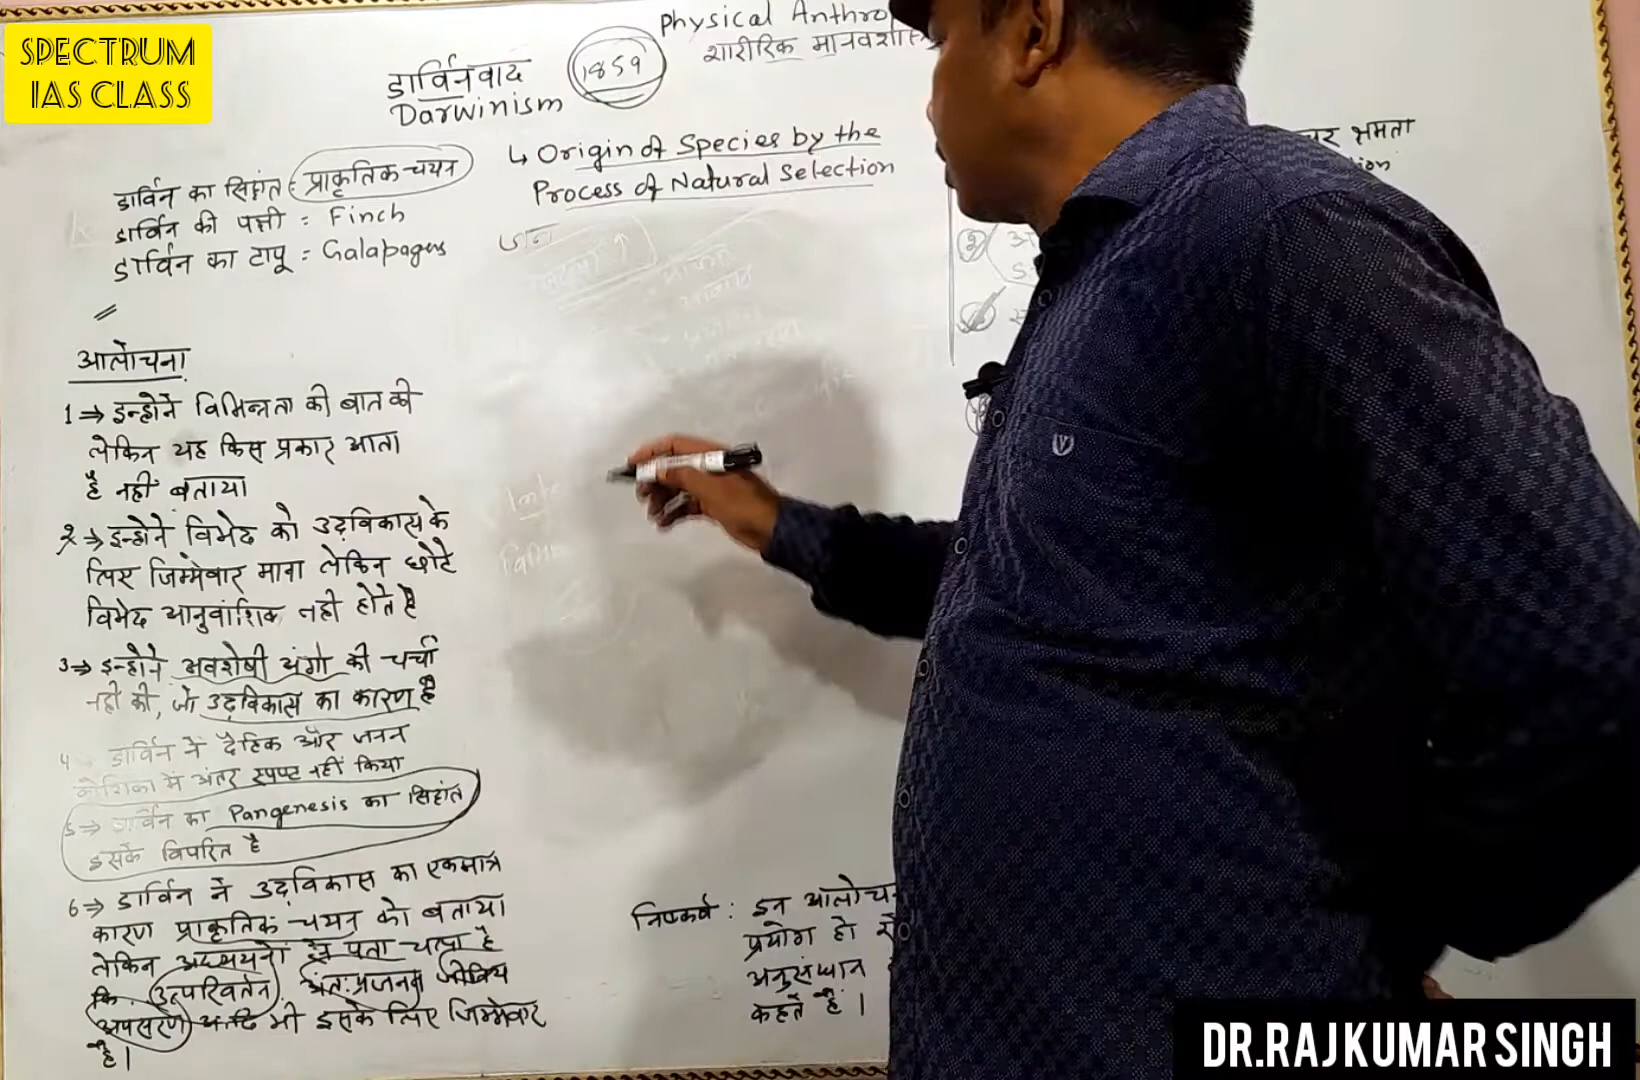 SPECTRUM
IAS CLASS
Physical Anthro
शारीरिक मानवशास्
डार्विनवाद
1859
Darwinism
↳ Origin of Species by the
Process of Natural Selection
डार्विन का सिद्दांत : प्राकृतिक-चयन
डार्विन की पक्षी : Finch
डार्विन का टापू : Galapagus
क्षमता
आलोचना
1 ⇒ इन्होने विभिन्नता की बात की
लेकिन यह किस प्रकार आता
है नहीं बताया
2 ⇒ इन्होने विभेद को उद्विकास के
लिए जिम्मेवार माना लेकिन छोटे
विभेद आनुवांशिक नही होते है
3 ⇒ इन्होने अवशेषी अंगो की चर्चा
नही की, जो उद्विकास का कारण है
4 डार्विन ने दैहिक और जनन
कोशिका में अंतर स्पष्ट नहीं किया
5 ⇒ डार्विन का Pangenesis का सिद्दांत
इसके विपरित है
6 ⇒ डार्विन ने उद्विकास का एकमात्र
कारण प्राकृतिक-चयन को बताया
लेकिन अध्ययनों से पता चला है
कि उत्परिवर्तन, अंत:प्रजनन जीविय
अपसरण आदि भी इसके लिए जिम्मेवार
है।
निष्कर्ष : इन आलोच
प्रयोग हो
अनुसंधान
कहते हैं।
DR.RAJKUMAR SINGH